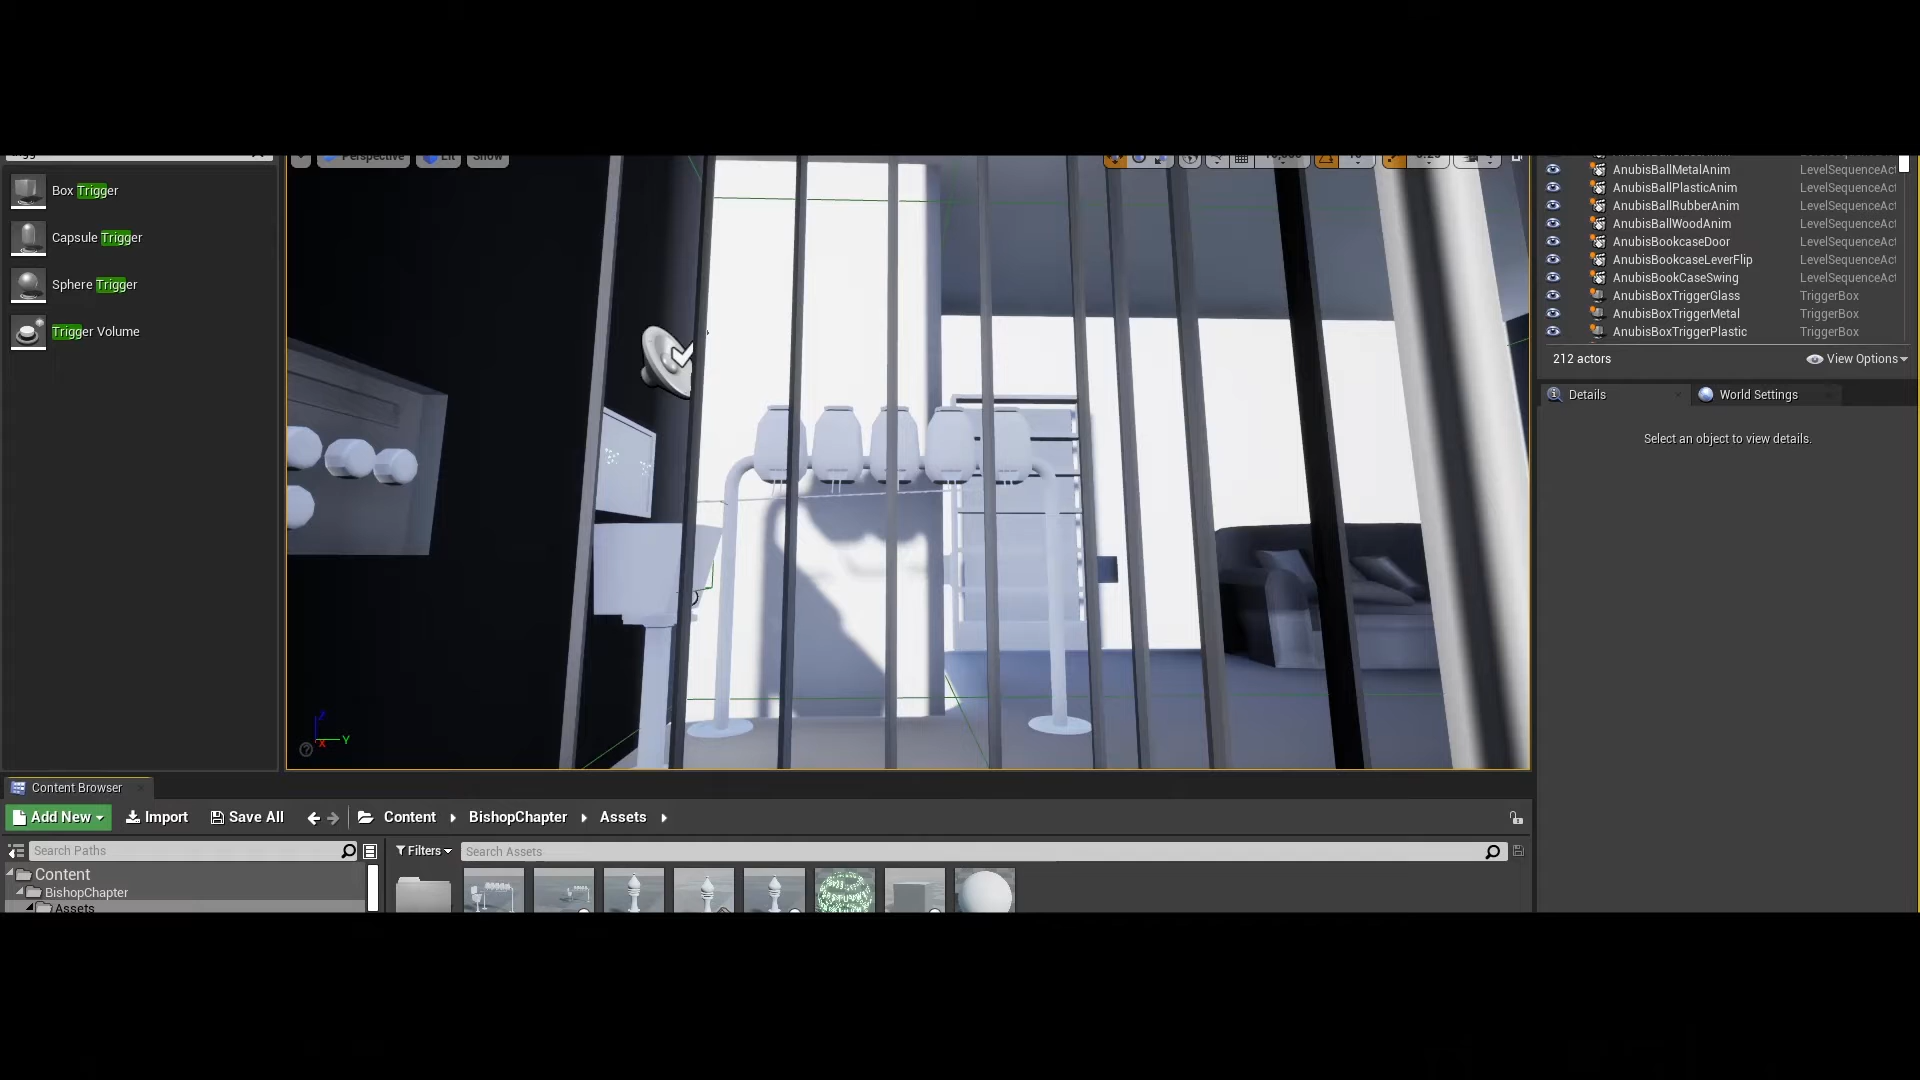 Perspective
Lit
Show
Box Trigger
Capsule Trigger
Sphere Trigger
Trigger Volume
AnubisBallMetalAnim LevelSequenceAct
AnubisBallPlasticAnim LevelSequenceAct
AnubisBallRubberAnim LevelSequenceAct
AnubisBallWoodAnim LevelSequenceAct
AnubisBookcaseDoor LevelSequenceAct
AnubisBookcaseLeverFlip LevelSequenceAct
AnubisBookCaseSwing LevelSequenceAct
AnubisBoxTriggerGlass TriggerBox
AnubisBoxTriggerMetal TriggerBox
AnubisBoxTriggerPlastic TriggerBox
212 actors View Options
Details World Settings
Select an object to view details.
Z
X Y
Content Browser
Add New Import Save All Content BishopChapter Assets
Search Paths Filters Search Assets
Content
BishopChapter
Assets